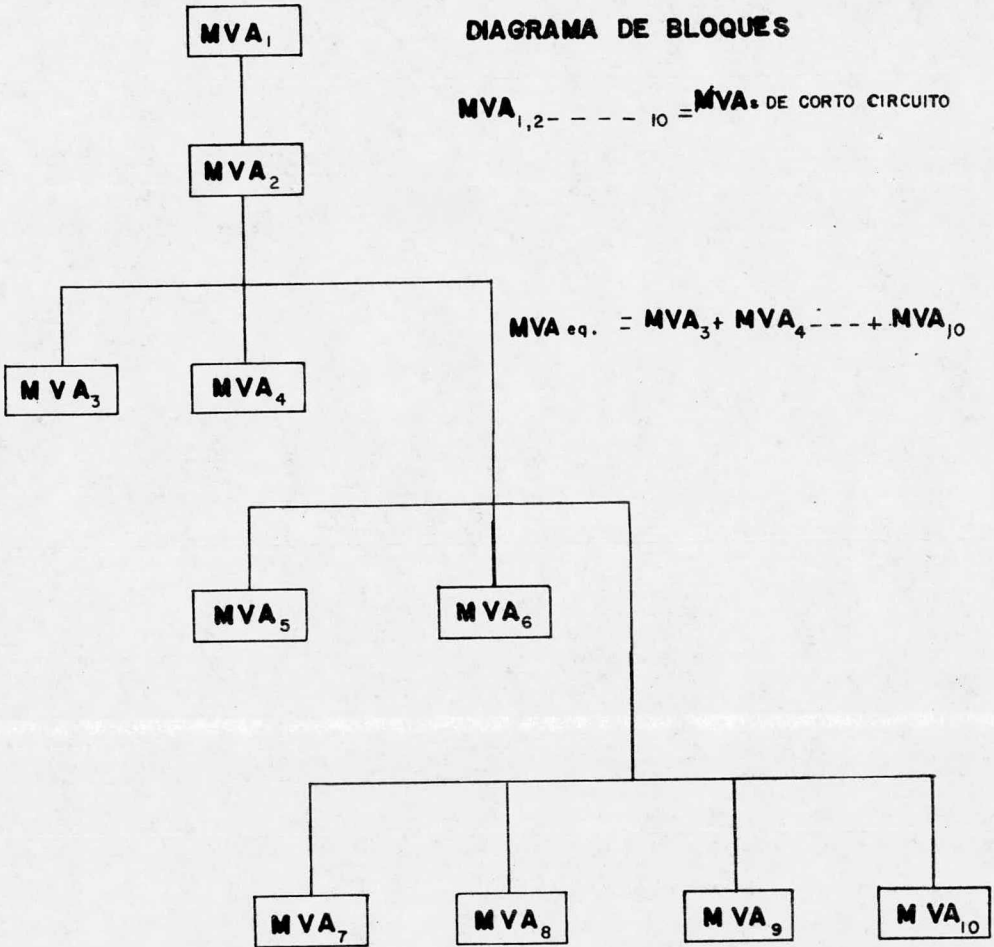 MVA₁
DIAGRAMA DE BLOQUES
MVA₁,₂ - - - - - ₁₀ = MVAs DE CORTO CIRCUITO
MVA₂
MVA eq. = MVA₃ + MVA₄ - - - + MVA₁₀
MVA₃ MVA₄
MVA₅ MVA₆
MVA₇ MVA₈ MVA₉ MVA₁₀